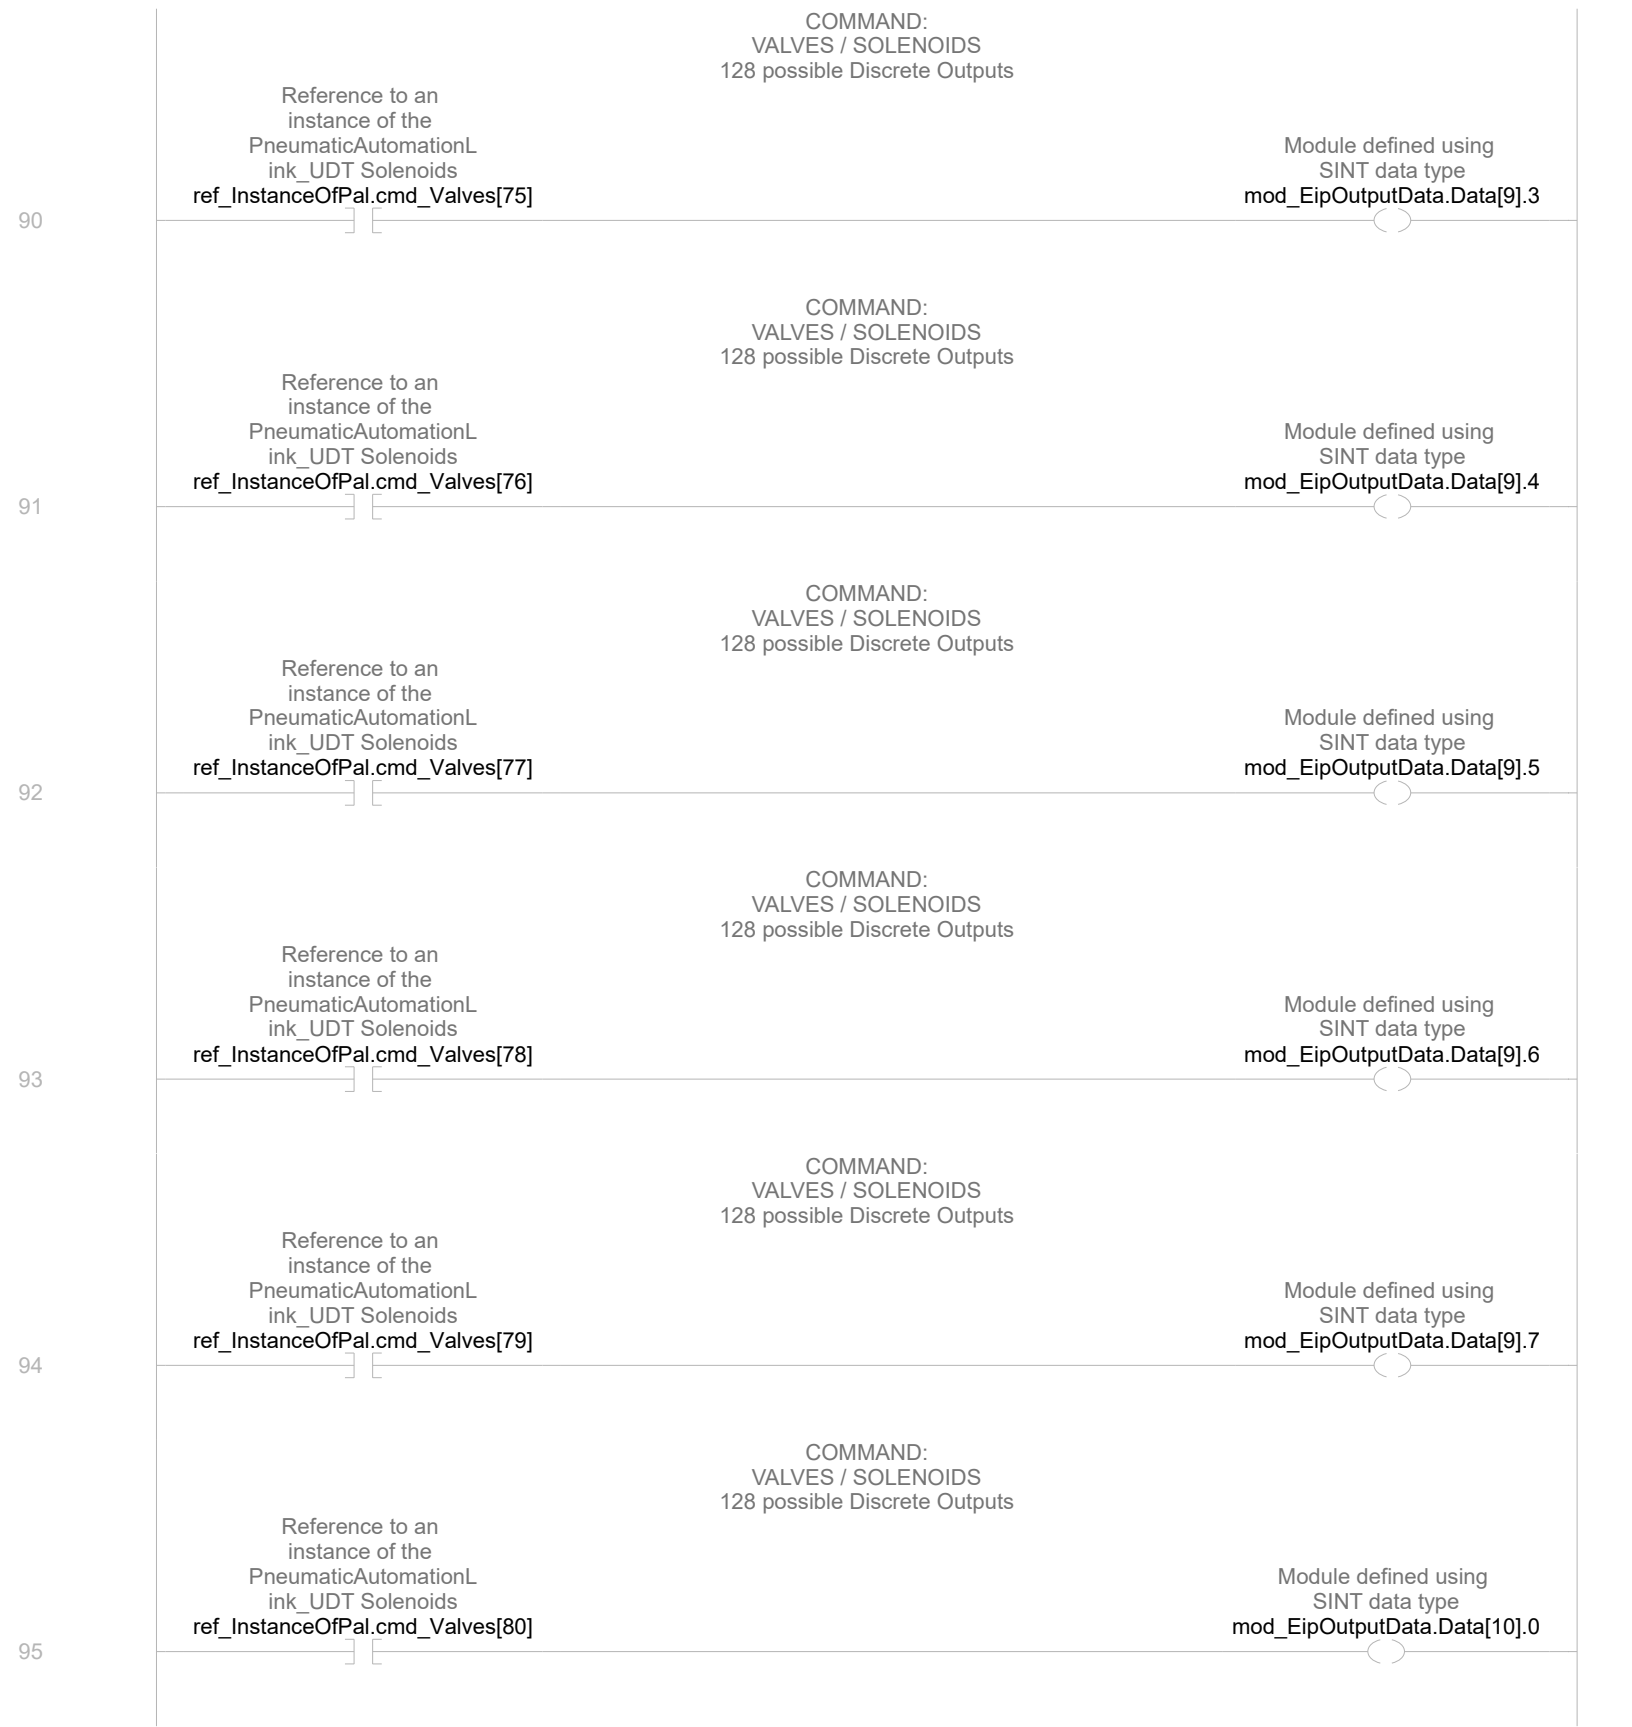 COMMAND:
VALVES / SOLENOIDS
128 possible Discrete Outputs
Reference to an
instance of the
PneumaticAutomationL
ink_UDT Solenoids
ref_InstanceOfPal.cmd_Valves[75]
Module defined using
SINT data type
mod_EipOutputData.Data[9].3
90
COMMAND:
VALVES / SOLENOIDS
128 possible Discrete Outputs
Reference to an
instance of the
PneumaticAutomationL
ink_UDT Solenoids
ref_InstanceOfPal.cmd_Valves[76]
Module defined using
SINT data type
mod_EipOutputData.Data[9].4
91
COMMAND:
VALVES / SOLENOIDS
128 possible Discrete Outputs
Reference to an
instance of the
PneumaticAutomationL
ink_UDT Solenoids
ref_InstanceOfPal.cmd_Valves[77]
Module defined using
SINT data type
mod_EipOutputData.Data[9].5
92
COMMAND:
VALVES / SOLENOIDS
128 possible Discrete Outputs
Reference to an
instance of the
PneumaticAutomationL
ink_UDT Solenoids
ref_InstanceOfPal.cmd_Valves[78]
Module defined using
SINT data type
mod_EipOutputData.Data[9].6
93
COMMAND:
VALVES / SOLENOIDS
128 possible Discrete Outputs
Reference to an
instance of the
PneumaticAutomationL
ink_UDT Solenoids
ref_InstanceOfPal.cmd_Valves[79]
Module defined using
SINT data type
mod_EipOutputData.Data[9].7
94
COMMAND:
VALVES / SOLENOIDS
128 possible Discrete Outputs
Reference to an
instance of the
PneumaticAutomationL
ink_UDT Solenoids
ref_InstanceOfPal.cmd_Valves[80]
Module defined using
SINT data type
mod_EipOutputData.Data[10].0
95